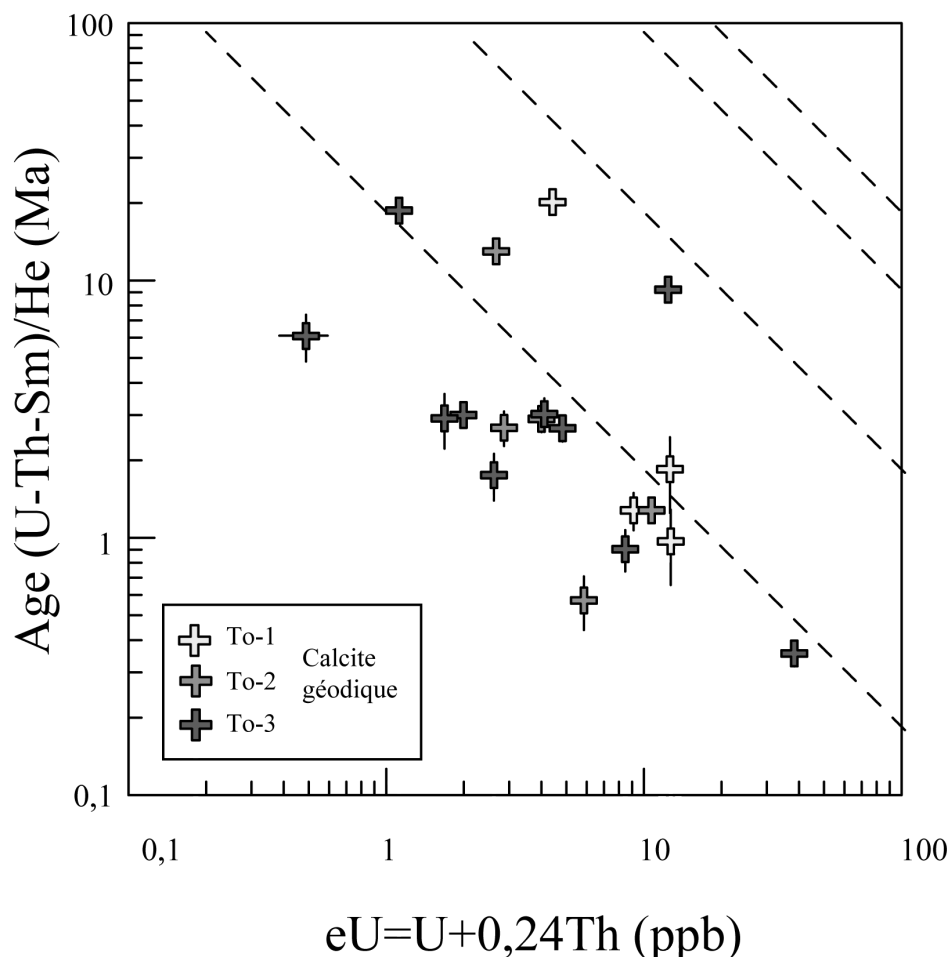 100
10
1
0,1
Age (U-Th-Sm)/He (Ma)
To-1
To-2
To-3
Calcite
géodique
0,1
1
10
100
eU=U+0,24Th (ppb)